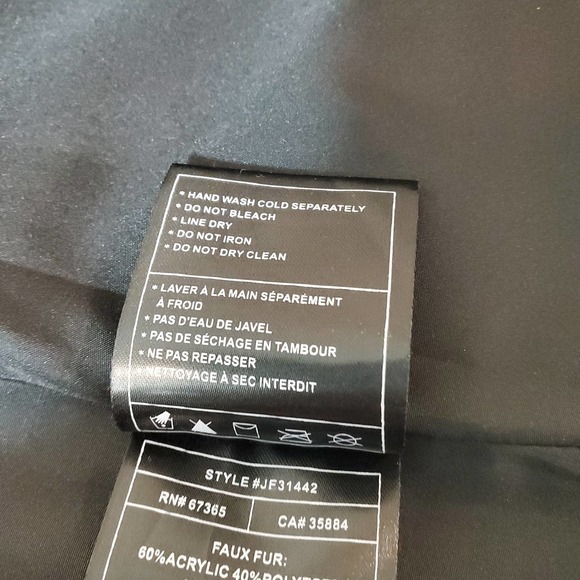 * HAND WASH COLD SEPARATELY
* DO NOT BLEACH
* LINE DRY
* DO NOT IRON
* DO NOT DRY CLEAN
* LAVER À LA MAIN SÉPARÉMENT
À FROID
* PAS D'EAU DE JAVEL
* PAS DE SÉCHAGE EN TAMBOUR
* NE PAS REPASSER
* NETTOYAGE À SEC INTERDIT
STYLE #JF31442
RN# 67365 CA# 35884
FAUX FUR:
60%ACRYLIC 40%